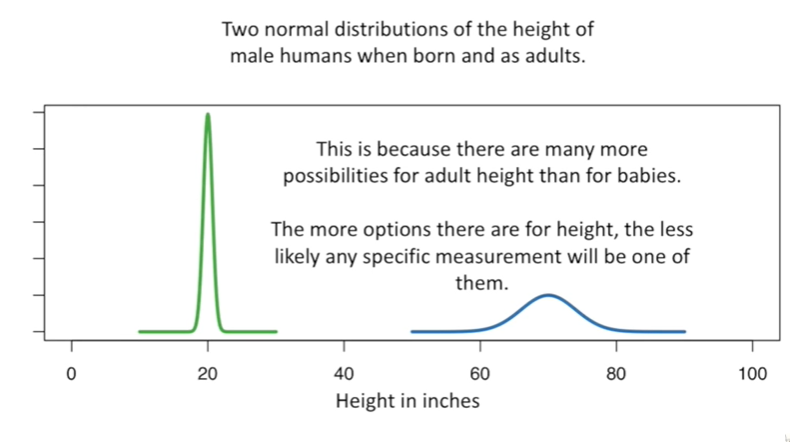 Two normal distributions of the height of
male humans when born and as adults.
This is because there are many more
possibilities for adult height than for babies.
The more options there are for height, the less
likely any specific measurement will be one of
them.
0 20 40 60 80 100
Height in inches